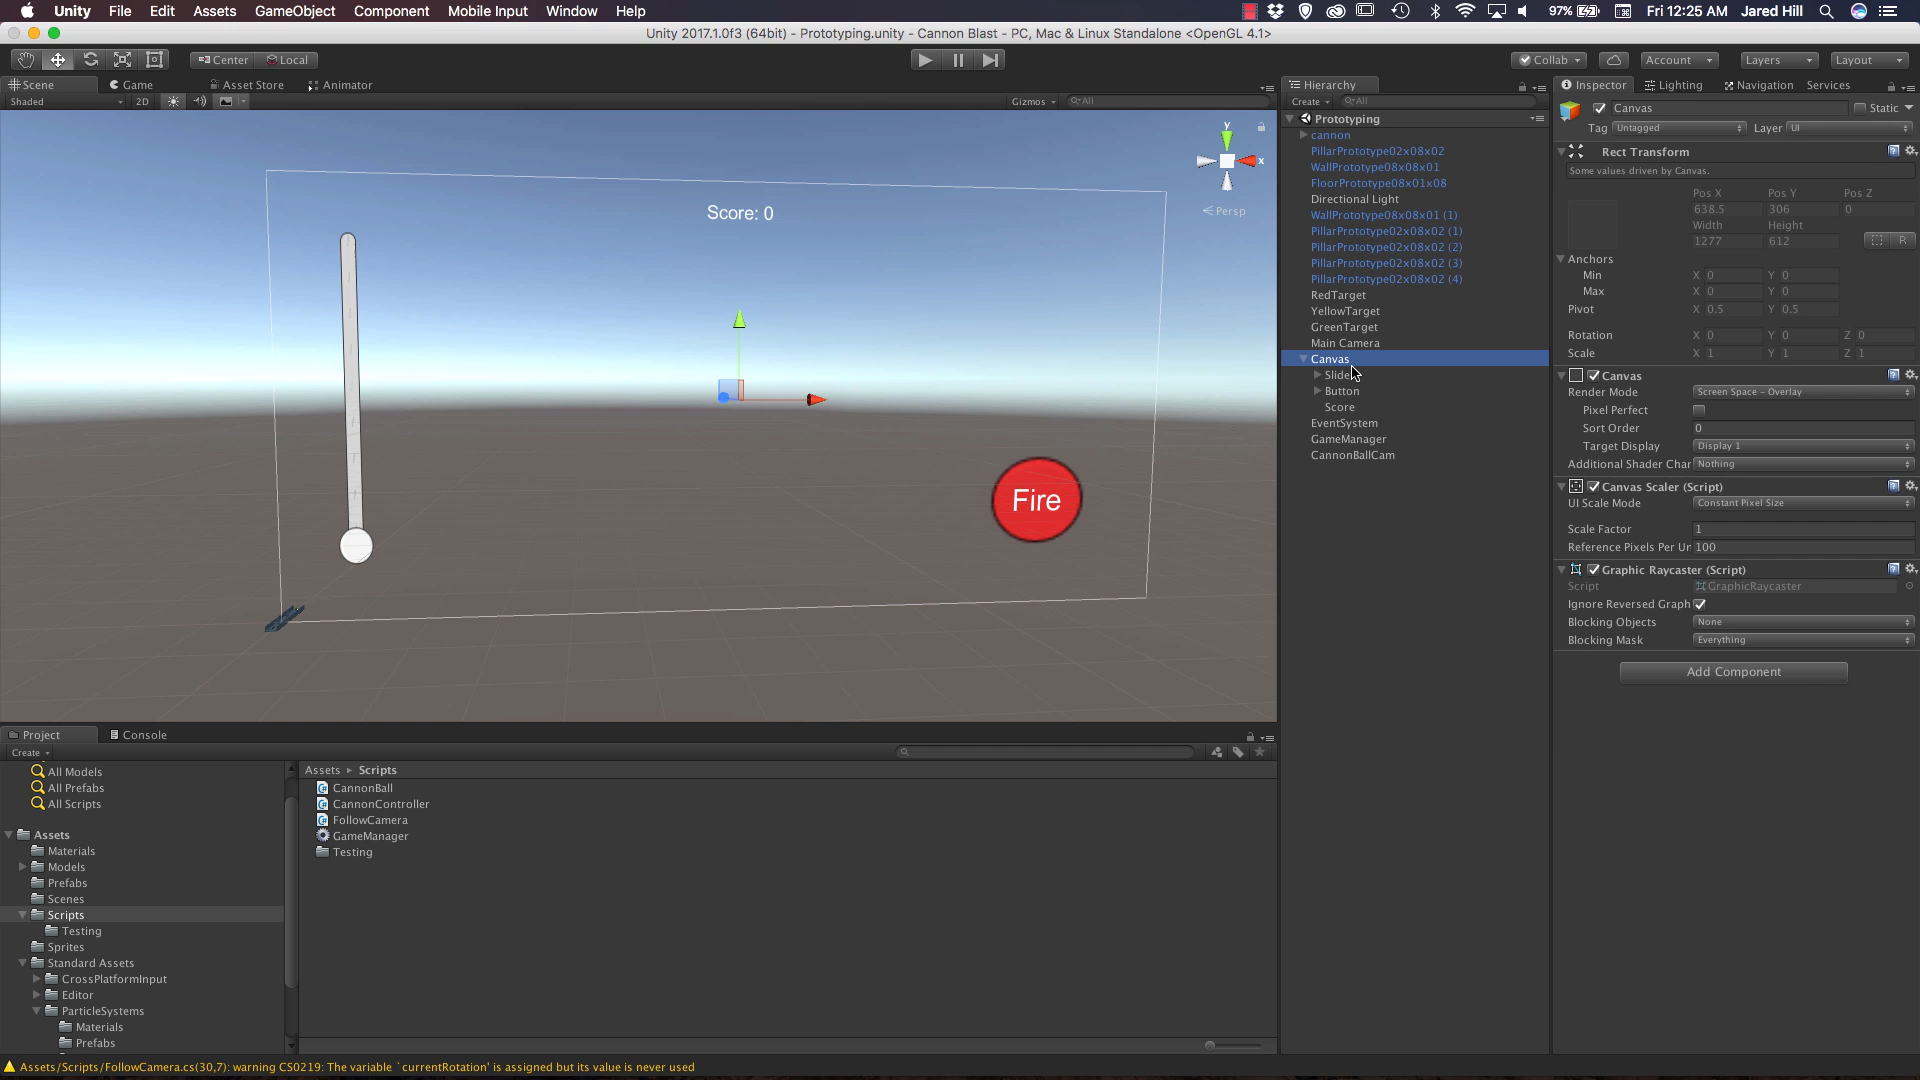 Unity File Edit Assets GameObject Component Mobile Input Window Help 97% Fri 12:25 AM Jared Hill
Unity 2017.1.0f3 (64bit) - Prototyping.unity - Cannon Blast - PC, Mac & Linux Standalone <OpenGL 4.1>
Center Local Collab Account Layers Layout
Scene Game Asset Store Animator
Shaded 2D Gizmos All
y
x
Persp
Score: 0
Fire
Hierarchy
Create All
Prototyping
cannon
PillarPrototype02x08x02
WallPrototype08x08x01
FloorPrototype08x01x08
Directional Light
WallPrototype08x08x01 (1)
PillarPrototype02x08x02 (1)
PillarPrototype02x08x02 (2)
PillarPrototype02x08x02 (3)
PillarPrototype02x08x02 (4)
RedTarget
YellowTarget
GreenTarget
Main Camera
Canvas
Slide
Button
Score
EventSystem
GameManager
CannonBallCam
Inspector Lighting Navigation Services
Canvas Static
Tag Untagged Layer UI
Rect Transform
Some values driven by Canvas.
Pos X Pos Y Pos Z
638.5 306 0
Width Height
1277 612 R
Anchors
Min X 0 Y 0
Max X 0 Y 0
Pivot X 0.5 Y 0.5
Rotation X 0 Y 0 Z 0
Scale X 1 Y 1 Z 1
Canvas
Render Mode Screen Space - Overlay
Pixel Perfect
Sort Order 0
Target Display Display 1
Additional Shader Char Nothing
Canvas Scaler (Script)
UI Scale Mode Constant Pixel Size
Scale Factor 1
Reference Pixels Per Ur 100
Graphic Raycaster (Script)
Script GraphicRaycaster
Ignore Reversed Graph
Blocking Objects None
Blocking Mask Everything
Add Component
Project Console
Create
All Models
All Prefabs
All Scripts
Assets
Materials
Models
Prefabs
Scenes
Scripts
Testing
Sprites
Standard Assets
CrossPlatformInput
Editor
ParticleSystems
Materials
Prefabs
Assets Scripts
CannonBall
CannonController
FollowCamera
GameManager
Testing
Assets/Scripts/FollowCamera.cs(30,7): warning CS0219: The variable `currentRotation' is assigned but its value is never used